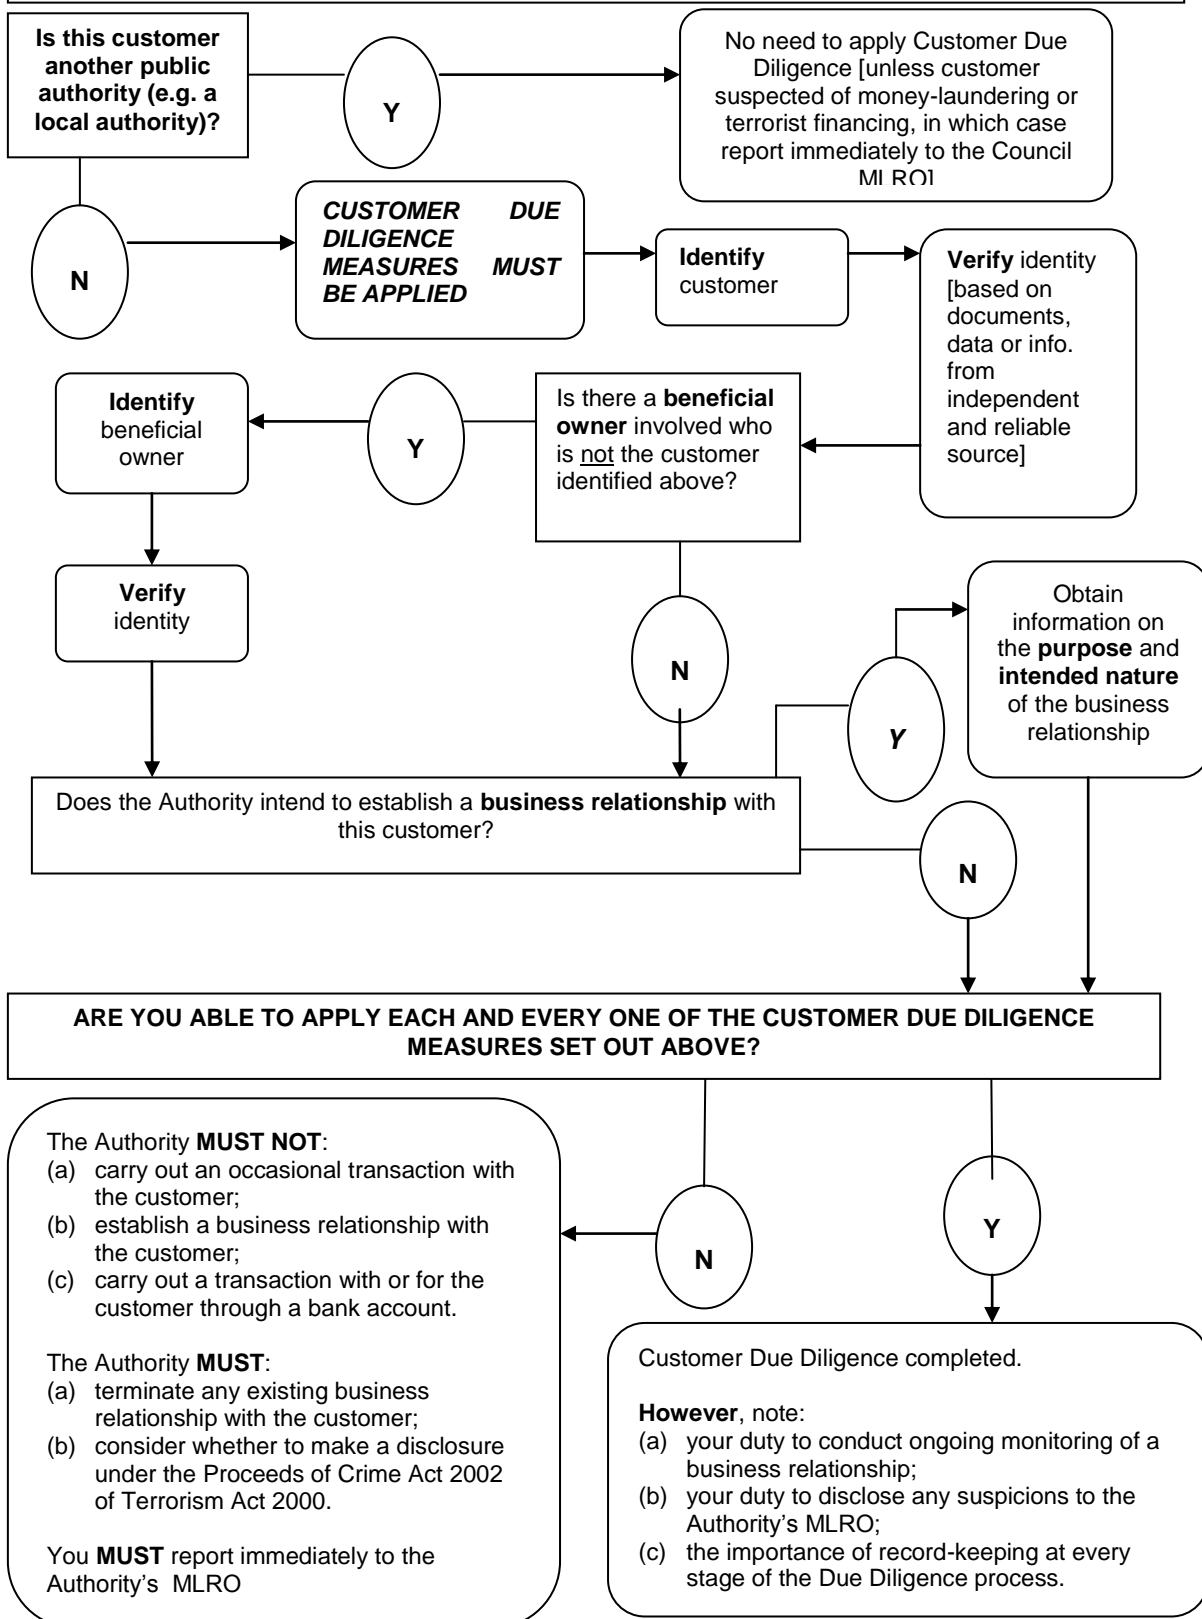 Is this customer
another public
authority (e.g. a
local authority)?
Y
No need to apply Customer Due
Diligence [unless customer
suspected of money-laundering or
terrorist financing, in which case
report immediately to the Council
MLRO]
N
CUSTOMER DUE
DILIGENCE
MEASURES MUST
BE APPLIED
Identify
customer
Verify identity
[based on
documents,
data or info.
from
independent
and reliable
source]
Is there a beneficial
owner involved who
is not the customer
identified above?
Y
Identify
beneficial
owner
Verify
identity
N
Does the Authority intend to establish a business relationship with
this customer?
Y
Obtain
information on
the purpose and
intended nature
of the business
relationship
N
ARE YOU ABLE TO APPLY EACH AND EVERY ONE OF THE CUSTOMER DUE DILIGENCE
MEASURES SET OUT ABOVE?
N
The Authority MUST NOT:
(a) carry out an occasional transaction with
the customer;
(b) establish a business relationship with
the customer;
(c) carry out a transaction with or for the
customer through a bank account.
The Authority MUST:
(a) terminate any existing business
relationship with the customer;
(b) consider whether to make a disclosure
under the Proceeds of Crime Act 2002
of Terrorism Act 2000.
You MUST report immediately to the
Authority's MLRO
Y
Customer Due Diligence completed.
However, note:
(a) your duty to conduct ongoing monitoring of a
business relationship;
(b) your duty to disclose any suspicions to the
Authority's MLRO;
(c) the importance of record-keeping at every
stage of the Due Diligence process.